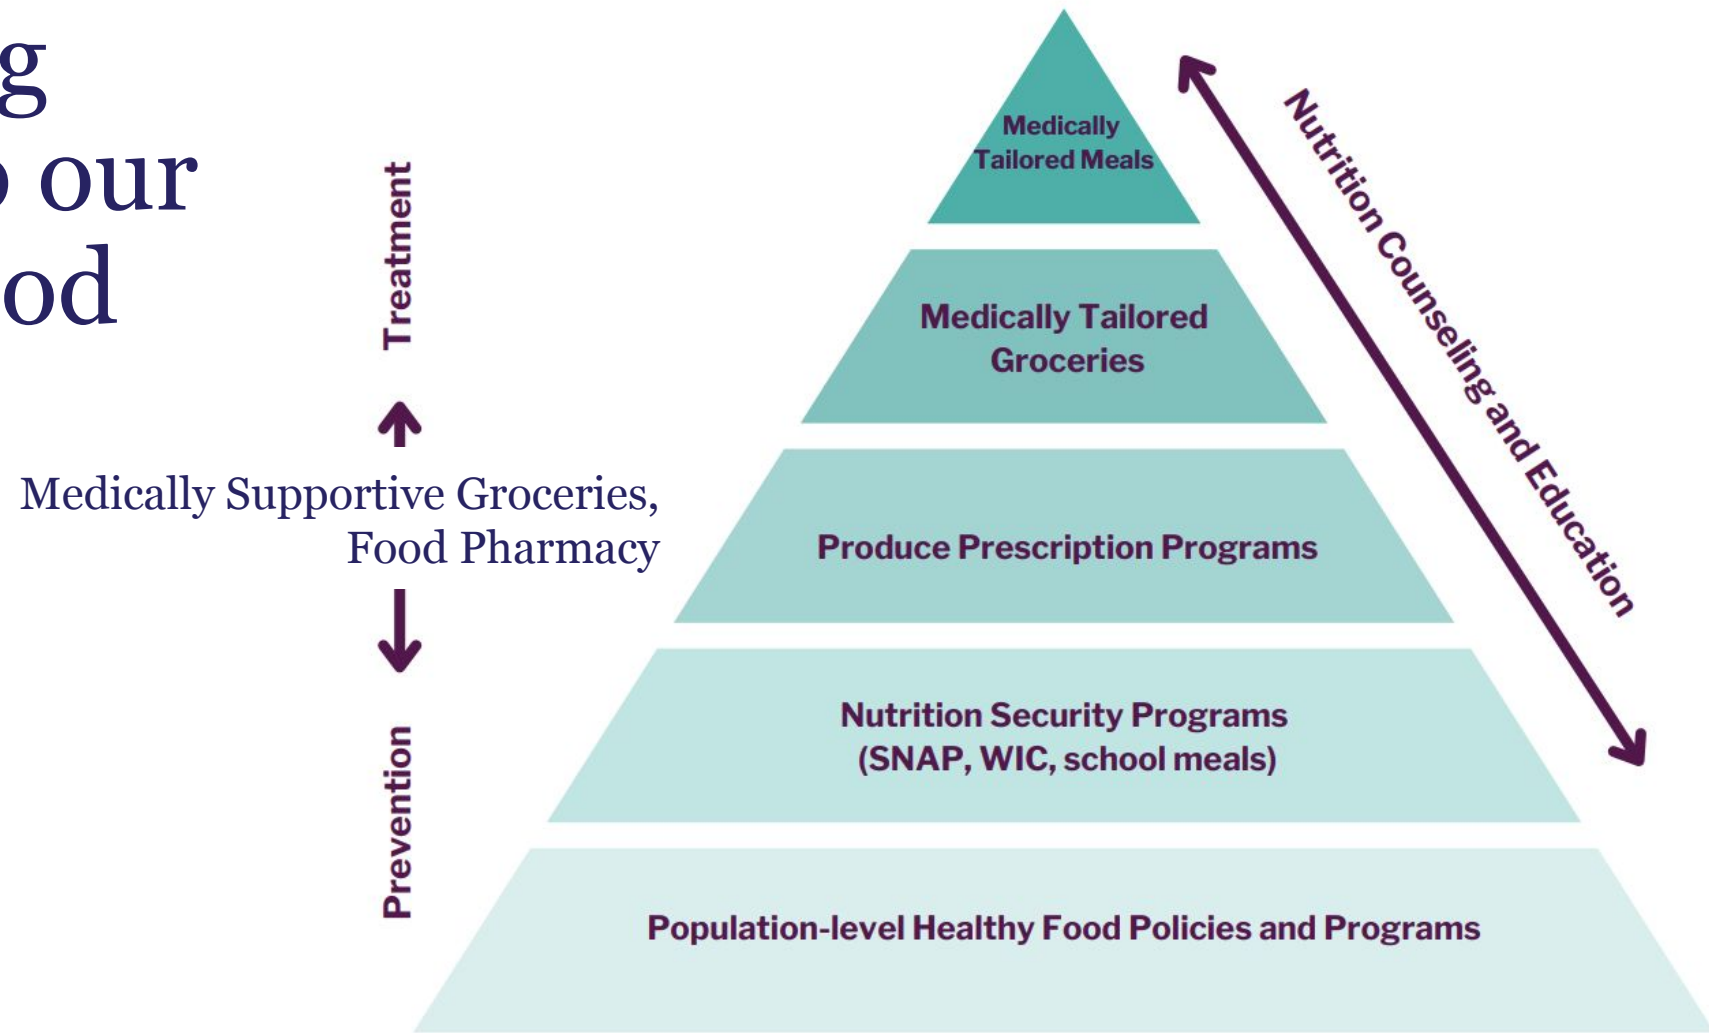 g
o our
od
Treatment
Medically Supportive Groceries,
Food Pharmacy
Prevention
Medically
Tailored Meals
Medically Tailored
Groceries
Produce Prescription Programs
Nutrition Security Programs
(SNAP, WIC, school meals)
Population-level Healthy Food Policies and Programs
Nutrition Counseling and Education